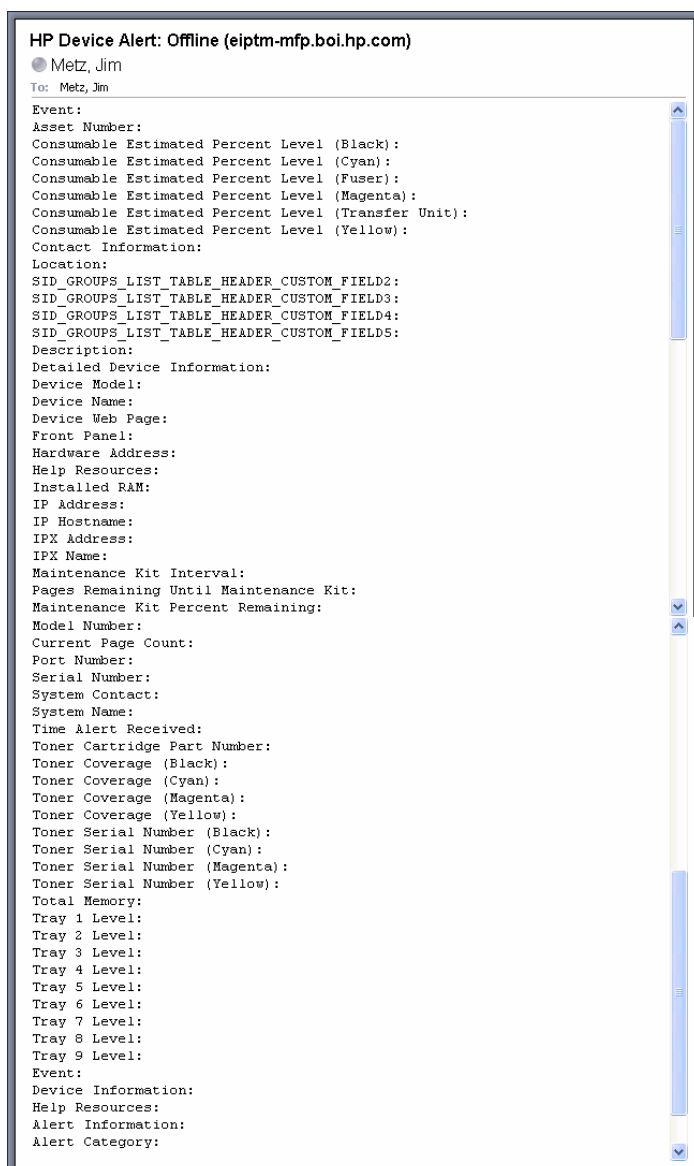 HP Device Alert: Offline (eiptm-mfp.boi.hp.com)
Metz, Jim
To: Metz, Jim
Event:
Asset Number:
Consumable Estimated Percent Level (Black):
Consumable Estimated Percent Level (Cyan):
Consumable Estimated Percent Level (Fuser):
Consumable Estimated Percent Level (Magenta):
Consumable Estimated Percent Level (Transfer Unit):
Consumable Estimated Percent Level (Yellow):
Contact Information:
Location:
SID_GROUPS_LIST_TABLE_HEADER_CUSTOM_FIELD2:
SID_GROUPS_LIST_TABLE_HEADER_CUSTOM_FIELD3:
SID_GROUPS_LIST_TABLE_HEADER_CUSTOM_FIELD4:
SID_GROUPS_LIST_TABLE_HEADER_CUSTOM_FIELD5:
Description:
Detailed Device Information:
Device Model:
Device Name:
Device Web Page:
Front Panel:
Hardware Address:
Help Resources:
Installed RAM:
IP Address:
IP Hostname:
IPX Address:
IPX Name:
Maintenance Kit Interval:
Pages Remaining Until Maintenance Kit:
Maintenance Kit Percent Remaining:
Model Number:
Current Page Count:
Port Number:
Serial Number:
System Contact:
System Name:
Time Alert Received:
Toner Cartridge Part Number:
Toner Coverage (Black):
Toner Coverage (Cyan):
Toner Coverage (Magenta):
Toner Coverage (Yellow):
Toner Serial Number (Black):
Toner Serial Number (Cyan):
Toner Serial Number (Magenta):
Toner Serial Number (Yellow):
Total Memory:
Tray 1 Level:
Tray 2 Level:
Tray 3 Level:
Tray 4 Level:
Tray 5 Level:
Tray 6 Level:
Tray 7 Level:
Tray 8 Level:
Tray 9 Level:
Event:
Device Information:
Help Resources:
Alert Information:
Alert Category: